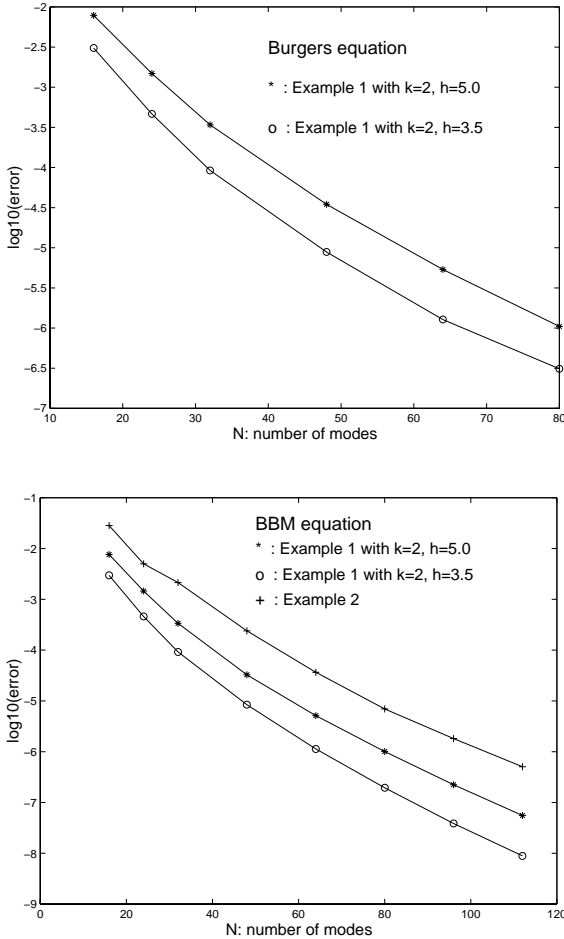 −2
−2.5
−3
−3.5
−4
−4.5
−5
−5.5
−6
−6.5
−7
log10(error)
Burgers equation
* : Example 1 with k=2, h=5.0
o : Example 1 with k=2, h=3.5
10 20 30 40 50 60 70 80
N: number of modes
−1
−2
−3
−4
−5
−6
−7
−8
−9
log10(error)
BBM equation
* : Example 1 with k=2, h=5.0
o : Example 1 with k=2, h=3.5
+ : Example 2
0 20 40 60 80 100 120
N: number of modes